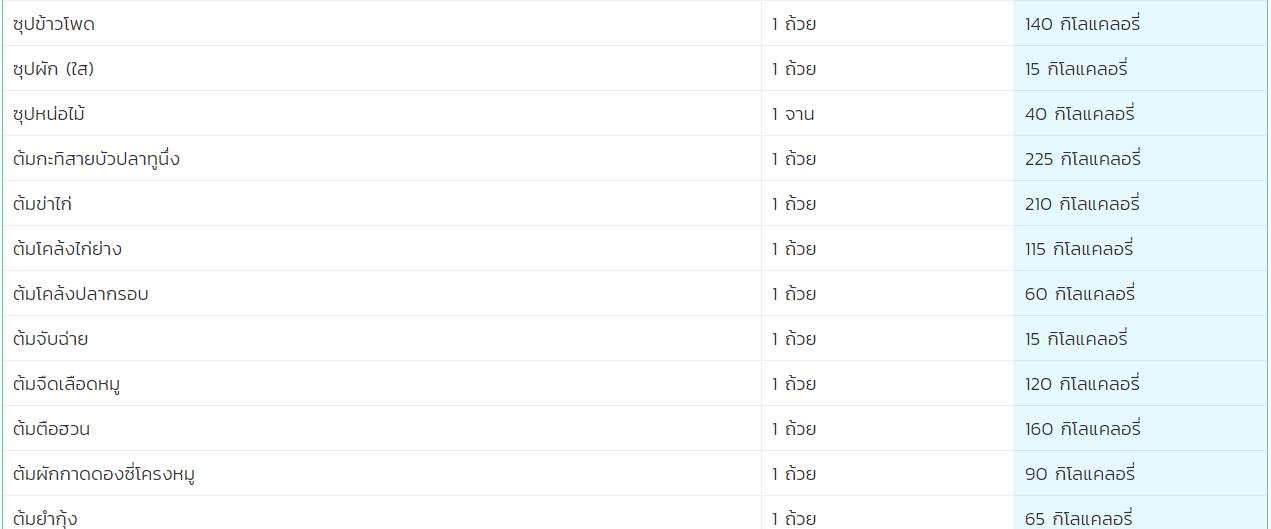 ซุปข้าวโพด 1 ถ้วย 140 กิโลแคลอรี่
ซุปผัก (ใส) 1 ถ้วย 15 กิโลแคลอรี่
ซุปหน่อไม้ 1 จาน 40 กิโลแคลอรี่
ต้มกะทิสายบัวปลาทูนึ่ง 1 ถ้วย 225 กิโลแคลอรี่
ต้มข่าไก่ 1 ถ้วย 210 กิโลแคลอรี่
ต้มโคล้งไก่ย่าง 1 ถ้วย 115 กิโลแคลอรี่
ต้มโคล้งปลากรอบ 1 ถ้วย 60 กิโลแคลอรี่
ต้มจับฉ่าย 1 ถ้วย 15 กิโลแคลอรี่
ต้มจืดเลือดหมู 1 ถ้วย 120 กิโลแคลอรี่
ต้มตือฮวน 1 ถ้วย 160 กิโลแคลอรี่
ต้มผักกาดดองซี่โครงหมู 1 ถ้วย 90 กิโลแคลอรี่
ต้มยำกุ้ง 1 ถ้วย 65 กิโลแคลอรี่